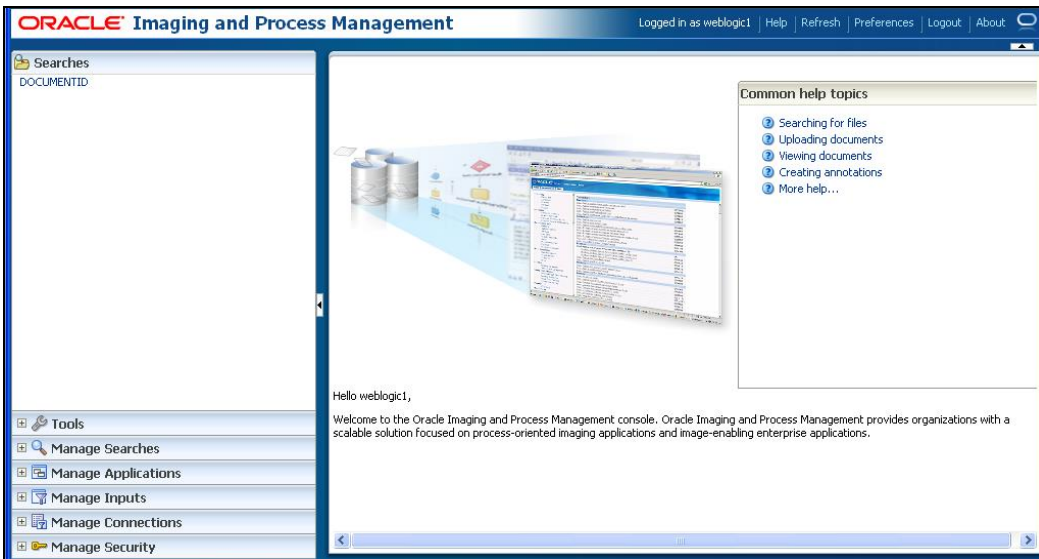 ORACLE Imaging and Process Management
Logged in as weblogic1 | Help | Refresh | Preferences | Logout | About
Searches
DOCUMENTID
Tools
Manage Searches
Manage Applications
Manage Inputs
Manage Connections
Manage Security
Common help topics
Searching for files
Uploading documents
Viewing documents
Creating annotations
More help...
Hello weblogic1,
Welcome to the Oracle Imaging and Process Management console. Oracle Imaging and Process Management provides organizations with a
scalable solution focused on process-oriented imaging applications and image-enabling enterprise applications.